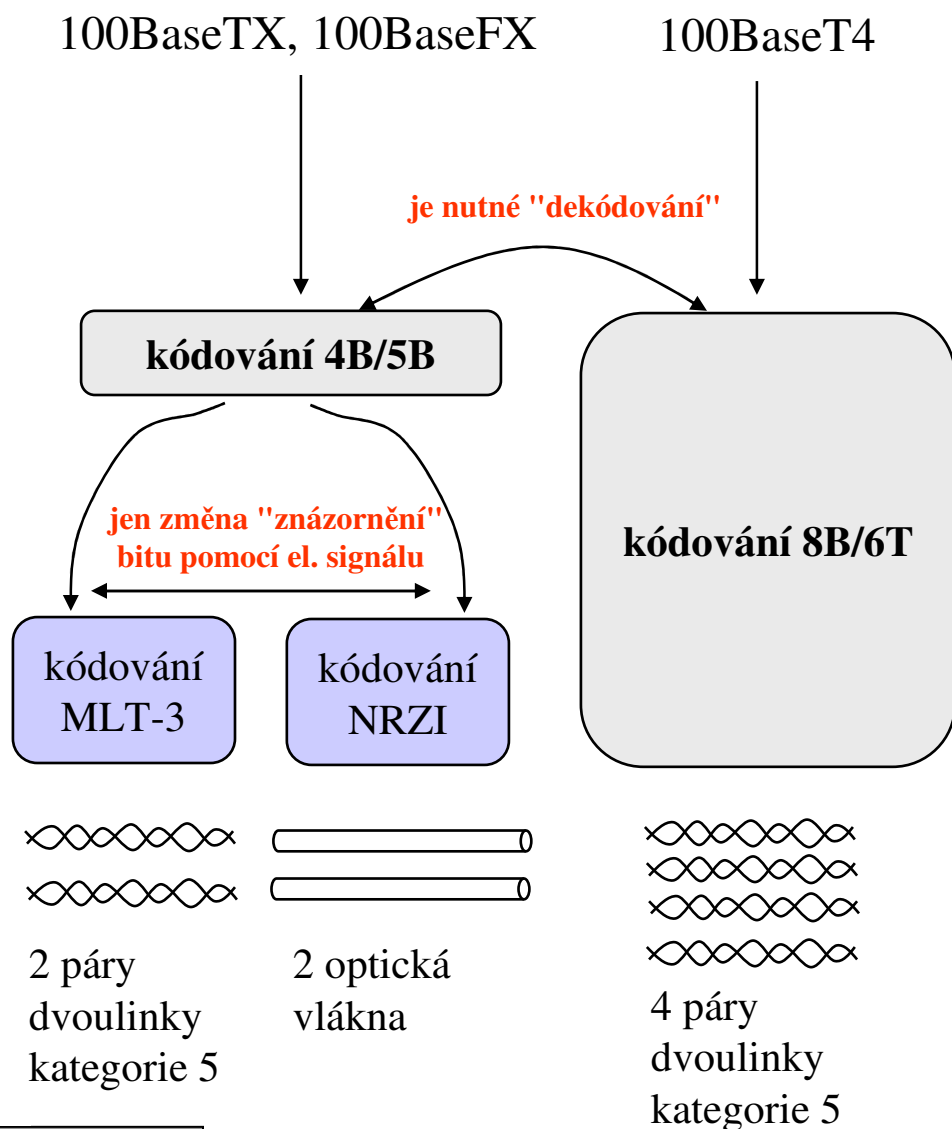 100BaseTX, 100BaseFX
100BaseT4
je nutné "dekódování"
kódování 4B/5B
jen změna "znázornění"
bitu pomocí el. signálu
kódování 8B/6T
kódování
MLT-3
kódování
NRZI
2 páry
dvoulinky
kategorie 5
2 optická
vlákna
4 páry
dvoulinky
kategorie 5